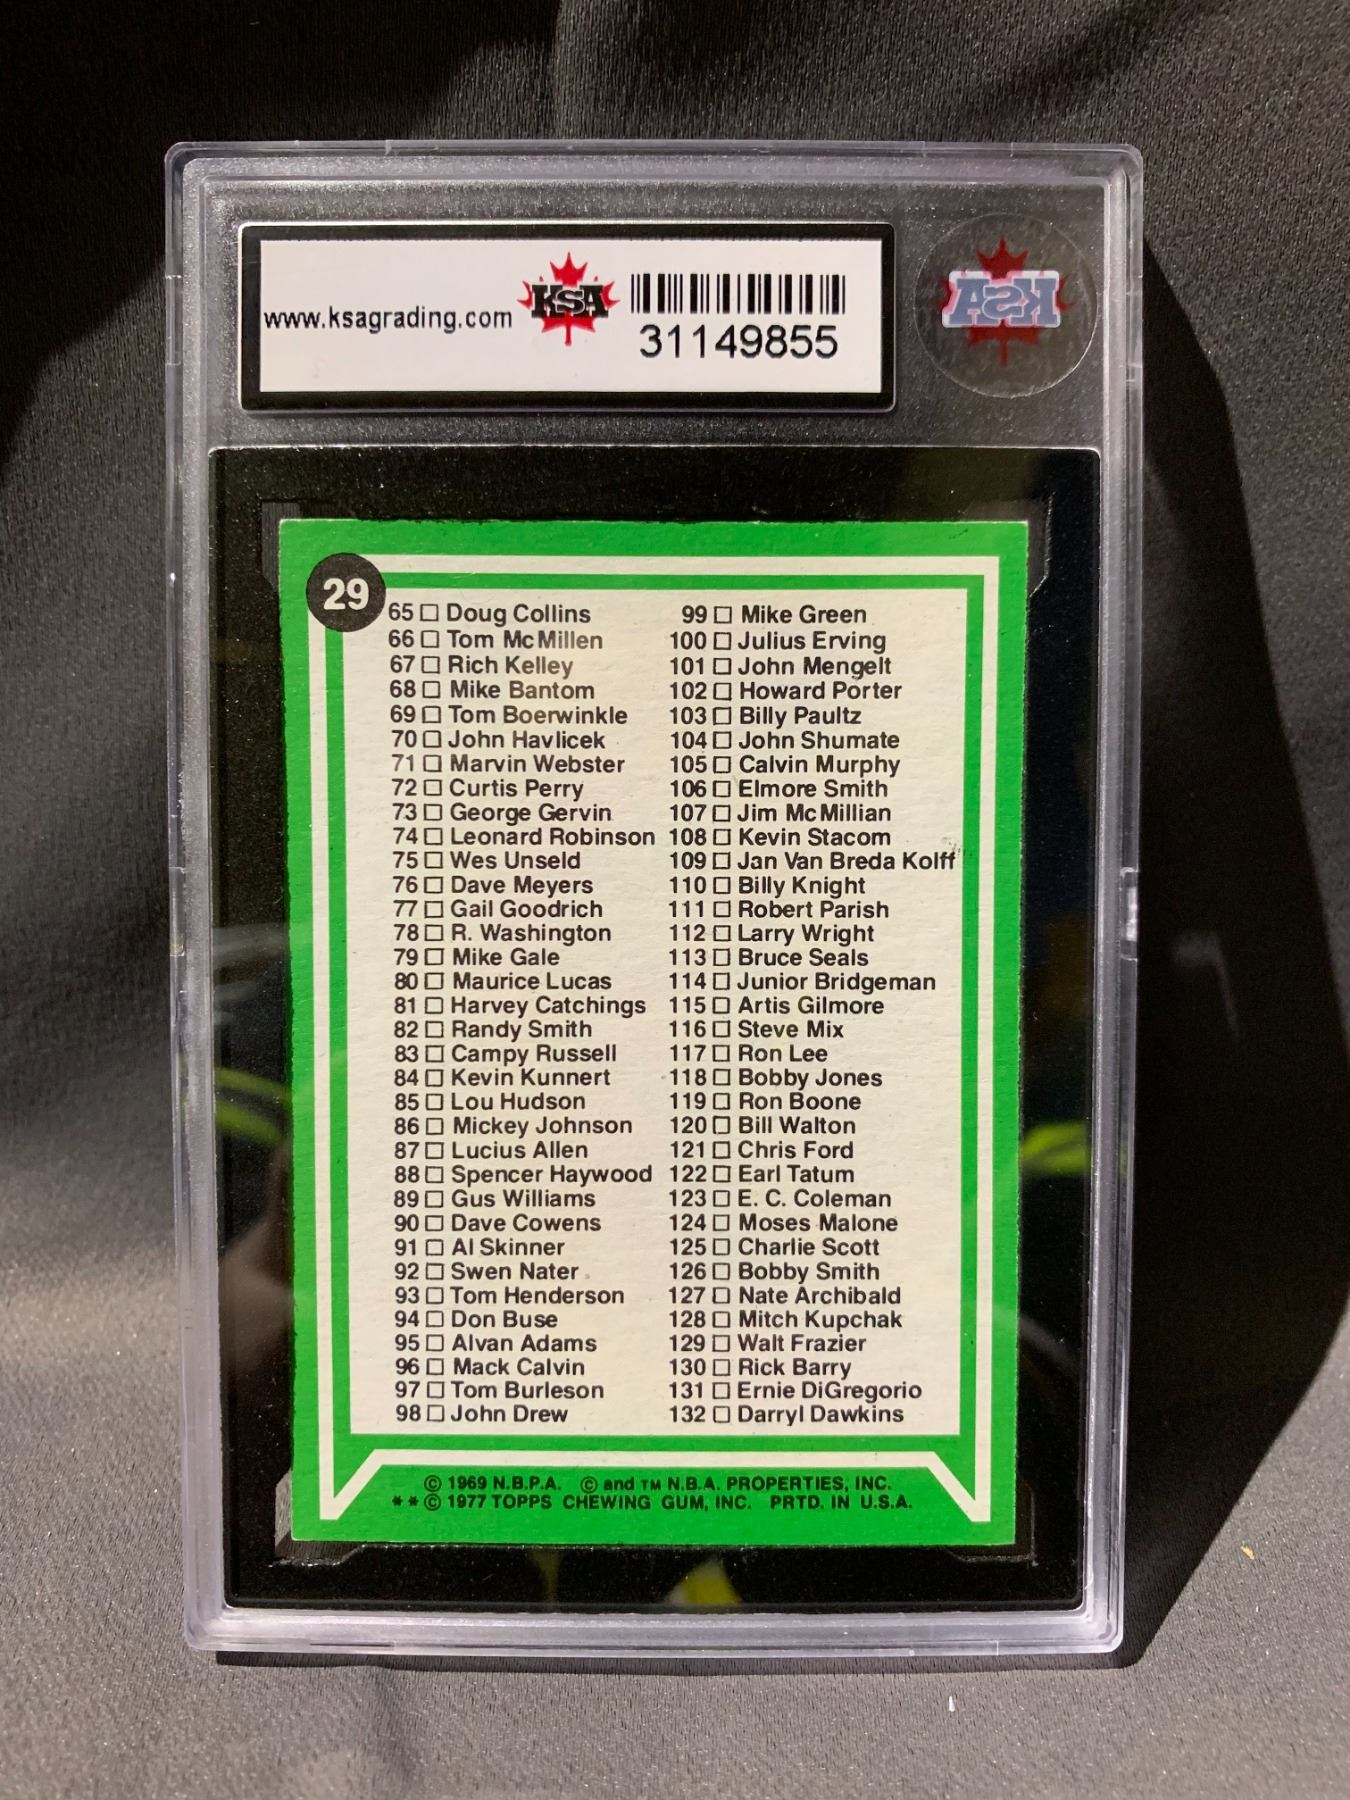 www.ksagrading.com KSA
31149855
KSA
29
65 ☐ Doug Collins
66 ☐ Tom McMillen
67 ☐ Rich Kelley
68 ☐ Mike Bantom
69 ☐ Tom Boerwinkle
70 ☐ John Havlicek
71 ☐ Marvin Webster
72 ☐ Curtis Perry
73 ☐ George Gervin
74 ☐ Leonard Robinson
75 ☐ Wes Unseld
76 ☐ Dave Meyers
77 ☐ Gail Goodrich
78 ☐ R. Washington
79 ☐ Mike Gale
80 ☐ Maurice Lucas
81 ☐ Harvey Catchings
82 ☐ Randy Smith
83 ☐ Campy Russell
84 ☐ Kevin Kunnert
85 ☐ Lou Hudson
86 ☐ Mickey Johnson
87 ☐ Lucius Allen
88 ☐ Spencer Haywood
89 ☐ Gus Williams
90 ☐ Dave Cowens
91 ☐ Al Skinner
92 ☐ Swen Nater
93 ☐ Tom Henderson
94 ☐ Don Buse
95 ☐ Alvan Adams
96 ☐ Mack Calvin
97 ☐ Tom Burleson
98 ☐ John Drew
99 ☐ Mike Green
100 ☐ Julius Erving
101 ☐ John Mengelt
102 ☐ Howard Porter
103 ☐ Billy Paultz
104 ☐ John Shumate
105 ☐ Calvin Murphy
106 ☐ Elmore Smith
107 ☐ Jim McMillian
108 ☐ Kevin Stacom
109 ☐ Jan Van Breda Kolff
110 ☐ Billy Knight
111 ☐ Robert Parish
112 ☐ Larry Wright
113 ☐ Bruce Seals
114 ☐ Junior Bridgeman
115 ☐ Artis Gilmore
116 ☐ Steve Mix
117 ☐ Ron Lee
118 ☐ Bobby Jones
119 ☐ Ron Boone
120 ☐ Bill Walton
121 ☐ Chris Ford
122 ☐ Earl Tatum
123 ☐ E. C. Coleman
124 ☐ Moses Malone
125 ☐ Charlie Scott
126 ☐ Bobby Smith
127 ☐ Nate Archibald
128 ☐ Mitch Kupchak
129 ☐ Walt Frazier
130 ☐ Rick Barry
131 ☐ Ernie DiGregorio
132 ☐ Darryl Dawkins
© 1969 N.B.P.A. © and TM N.B.A. PROPERTIES, INC.
**© 1977 TOPPS CHEWING GUM, INC. PRTD. IN U.S.A.